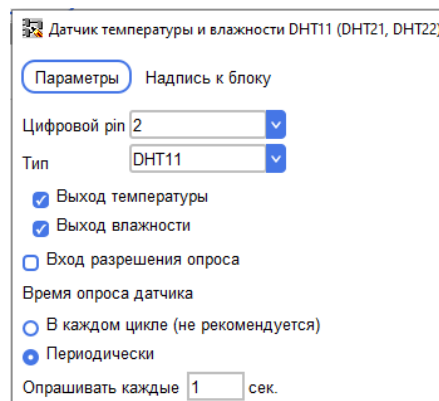 Датчик температуры и влажности DHT11 (DHT21, DHT22)
Параметры Надпись к блоку
Цифровой pin 2
Тип DHT11
Выход температуры
Выход влажности
Вход разрешения опроса
Время опроса датчика
В каждом цикле (не рекомендуется)
Периодически
Опрашивать каждые 1 сек.